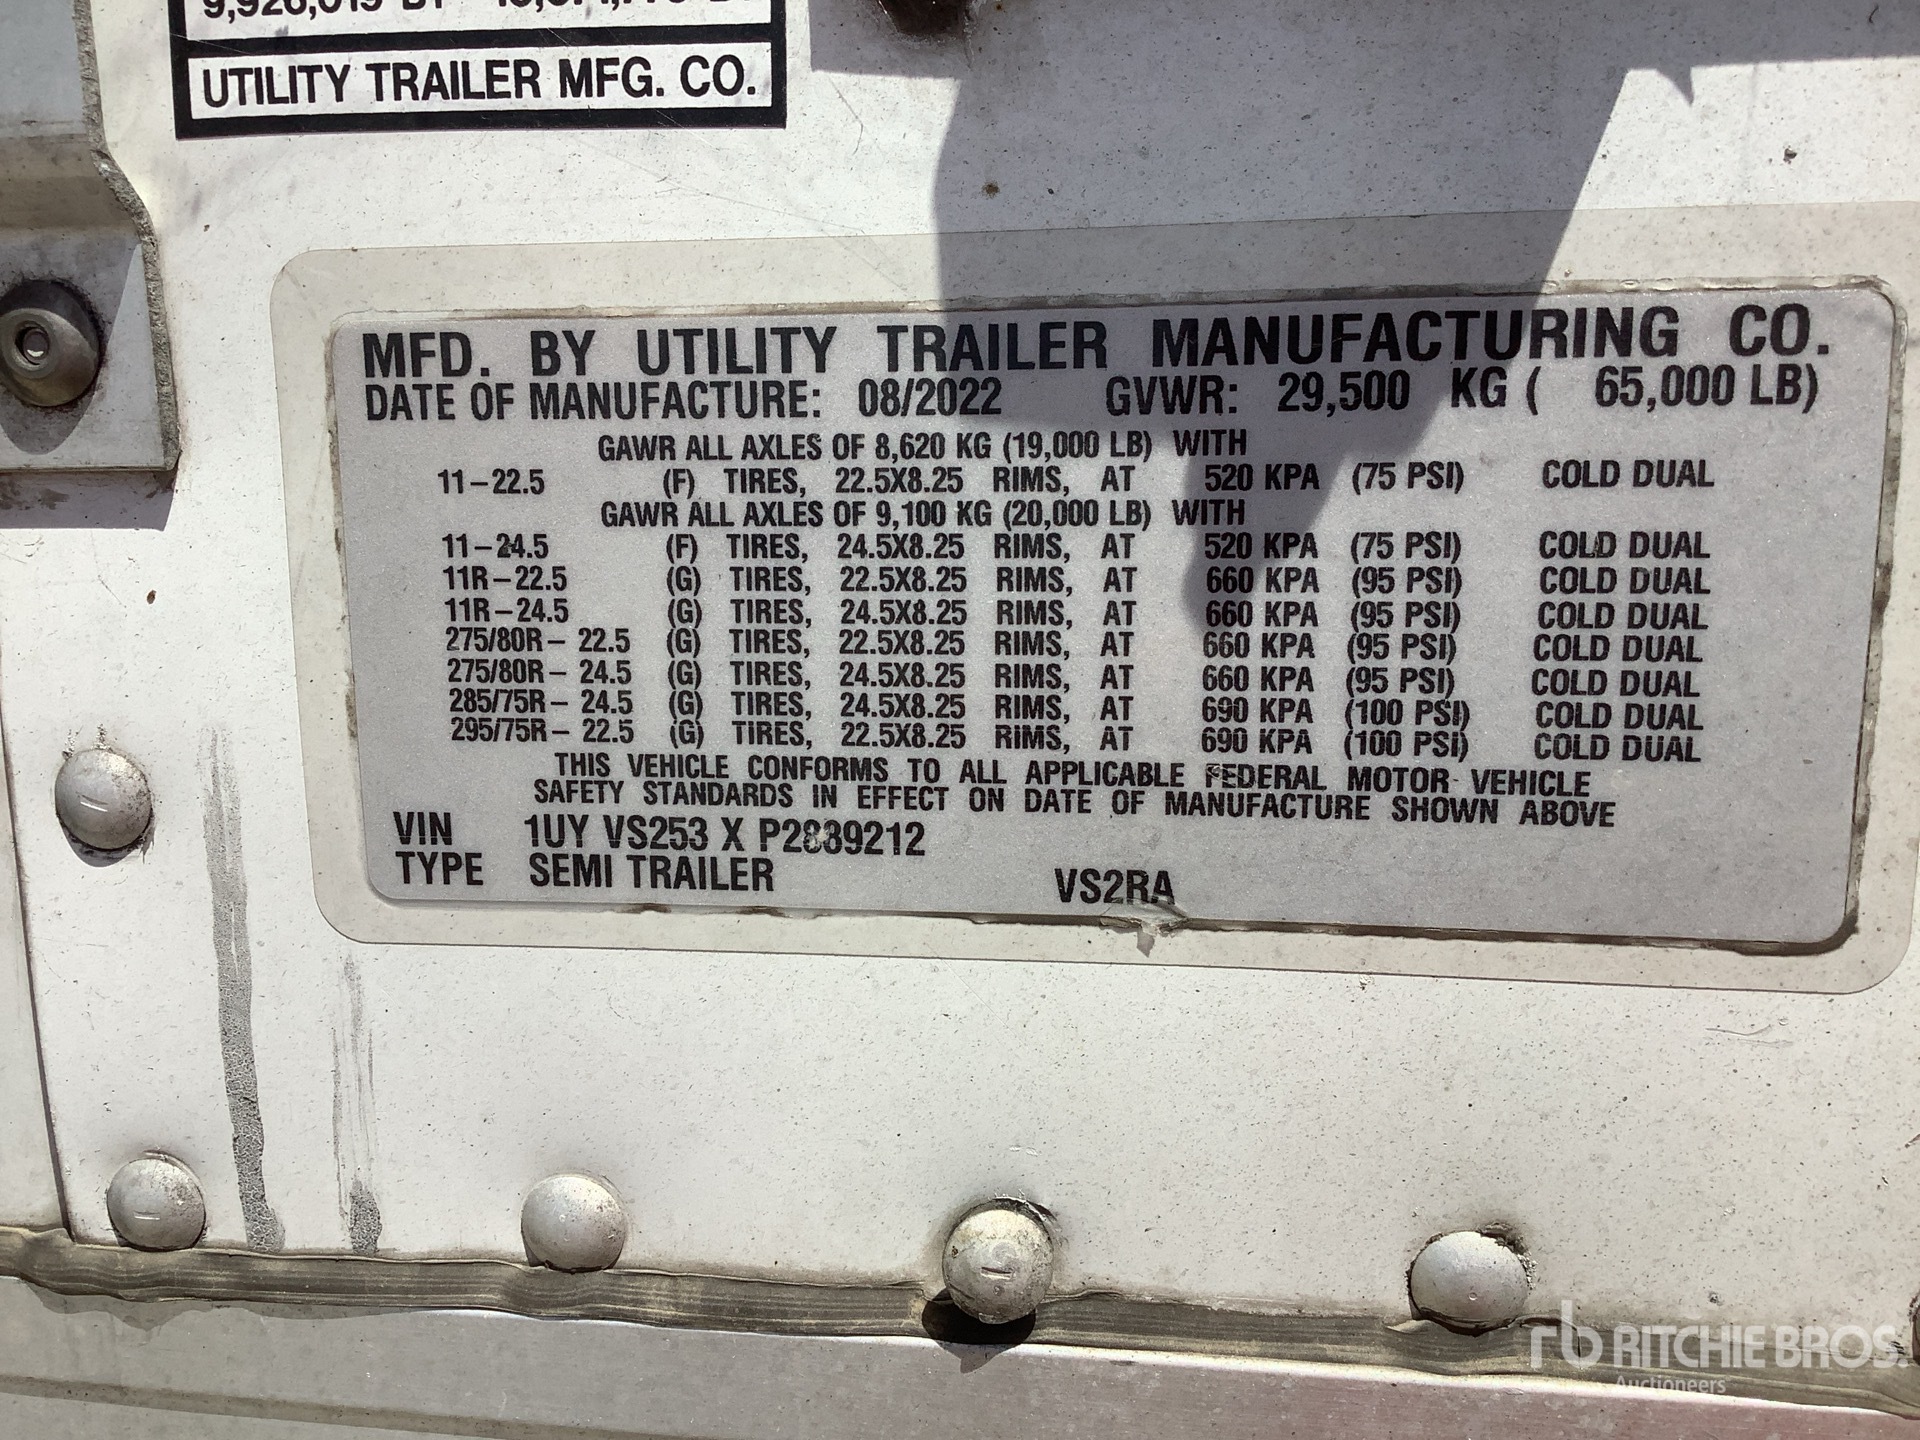 UTILITY TRAILER MFG. CO.
MFD. BY UTILITY TRAILER MANUFACTURING CO.
DATE OF MANUFACTURE: 08/2022 GVWR: 29,500 KG ( 65,000 LB)
GAWR ALL AXLES OF 8,620 KG (19,000 LB) WITH
11-22.5 (F) TIRES, 22.5X8.25 RIMS, AT 520 KPA (75 PSI) COLD DUAL
GAWR ALL AXLES OF 9,100 KG (20,000 LB) WITH
11-24.5 (F) TIRES, 24.5X8.25 RIMS, AT 520 KPA (75 PSI) COLD DUAL
11R-22.5 (G) TIRES, 22.5X8.25 RIMS, AT 660 KPA (95 PSI) COLD DUAL
11R-24.5 (G) TIRES, 24.5X8.25 RIMS, AT 660 KPA (95 PSI) COLD DUAL
275/80R- 22.5 (G) TIRES, 22.5X8.25 RIMS, AT 660 KPA (95 PSI) COLD DUAL
275/80R- 24.5 (G) TIRES, 24.5X8.25 RIMS, AT 660 KPA (95 PSI) COLD DUAL
285/75R- 24.5 (G) TIRES, 24.5X8.25 RIMS, AT 690 KPA (100 PSI) COLD DUAL
295/75R- 22.5 (G) TIRES, 22.5X8.25 RIMS, AT 690 KPA (100 PSI) COLD DUAL
THIS VEHICLE CONFORMS TO ALL APPLICABLE FEDERAL MOTOR VEHICLE
SAFETY STANDARDS IN EFFECT ON DATE OF MANUFACTURE SHOWN ABOVE
VIN 1UY VS253 X P2889212
TYPE SEMI TRAILER VS2RA
rb RITCHIE BROS.
Auctioneers